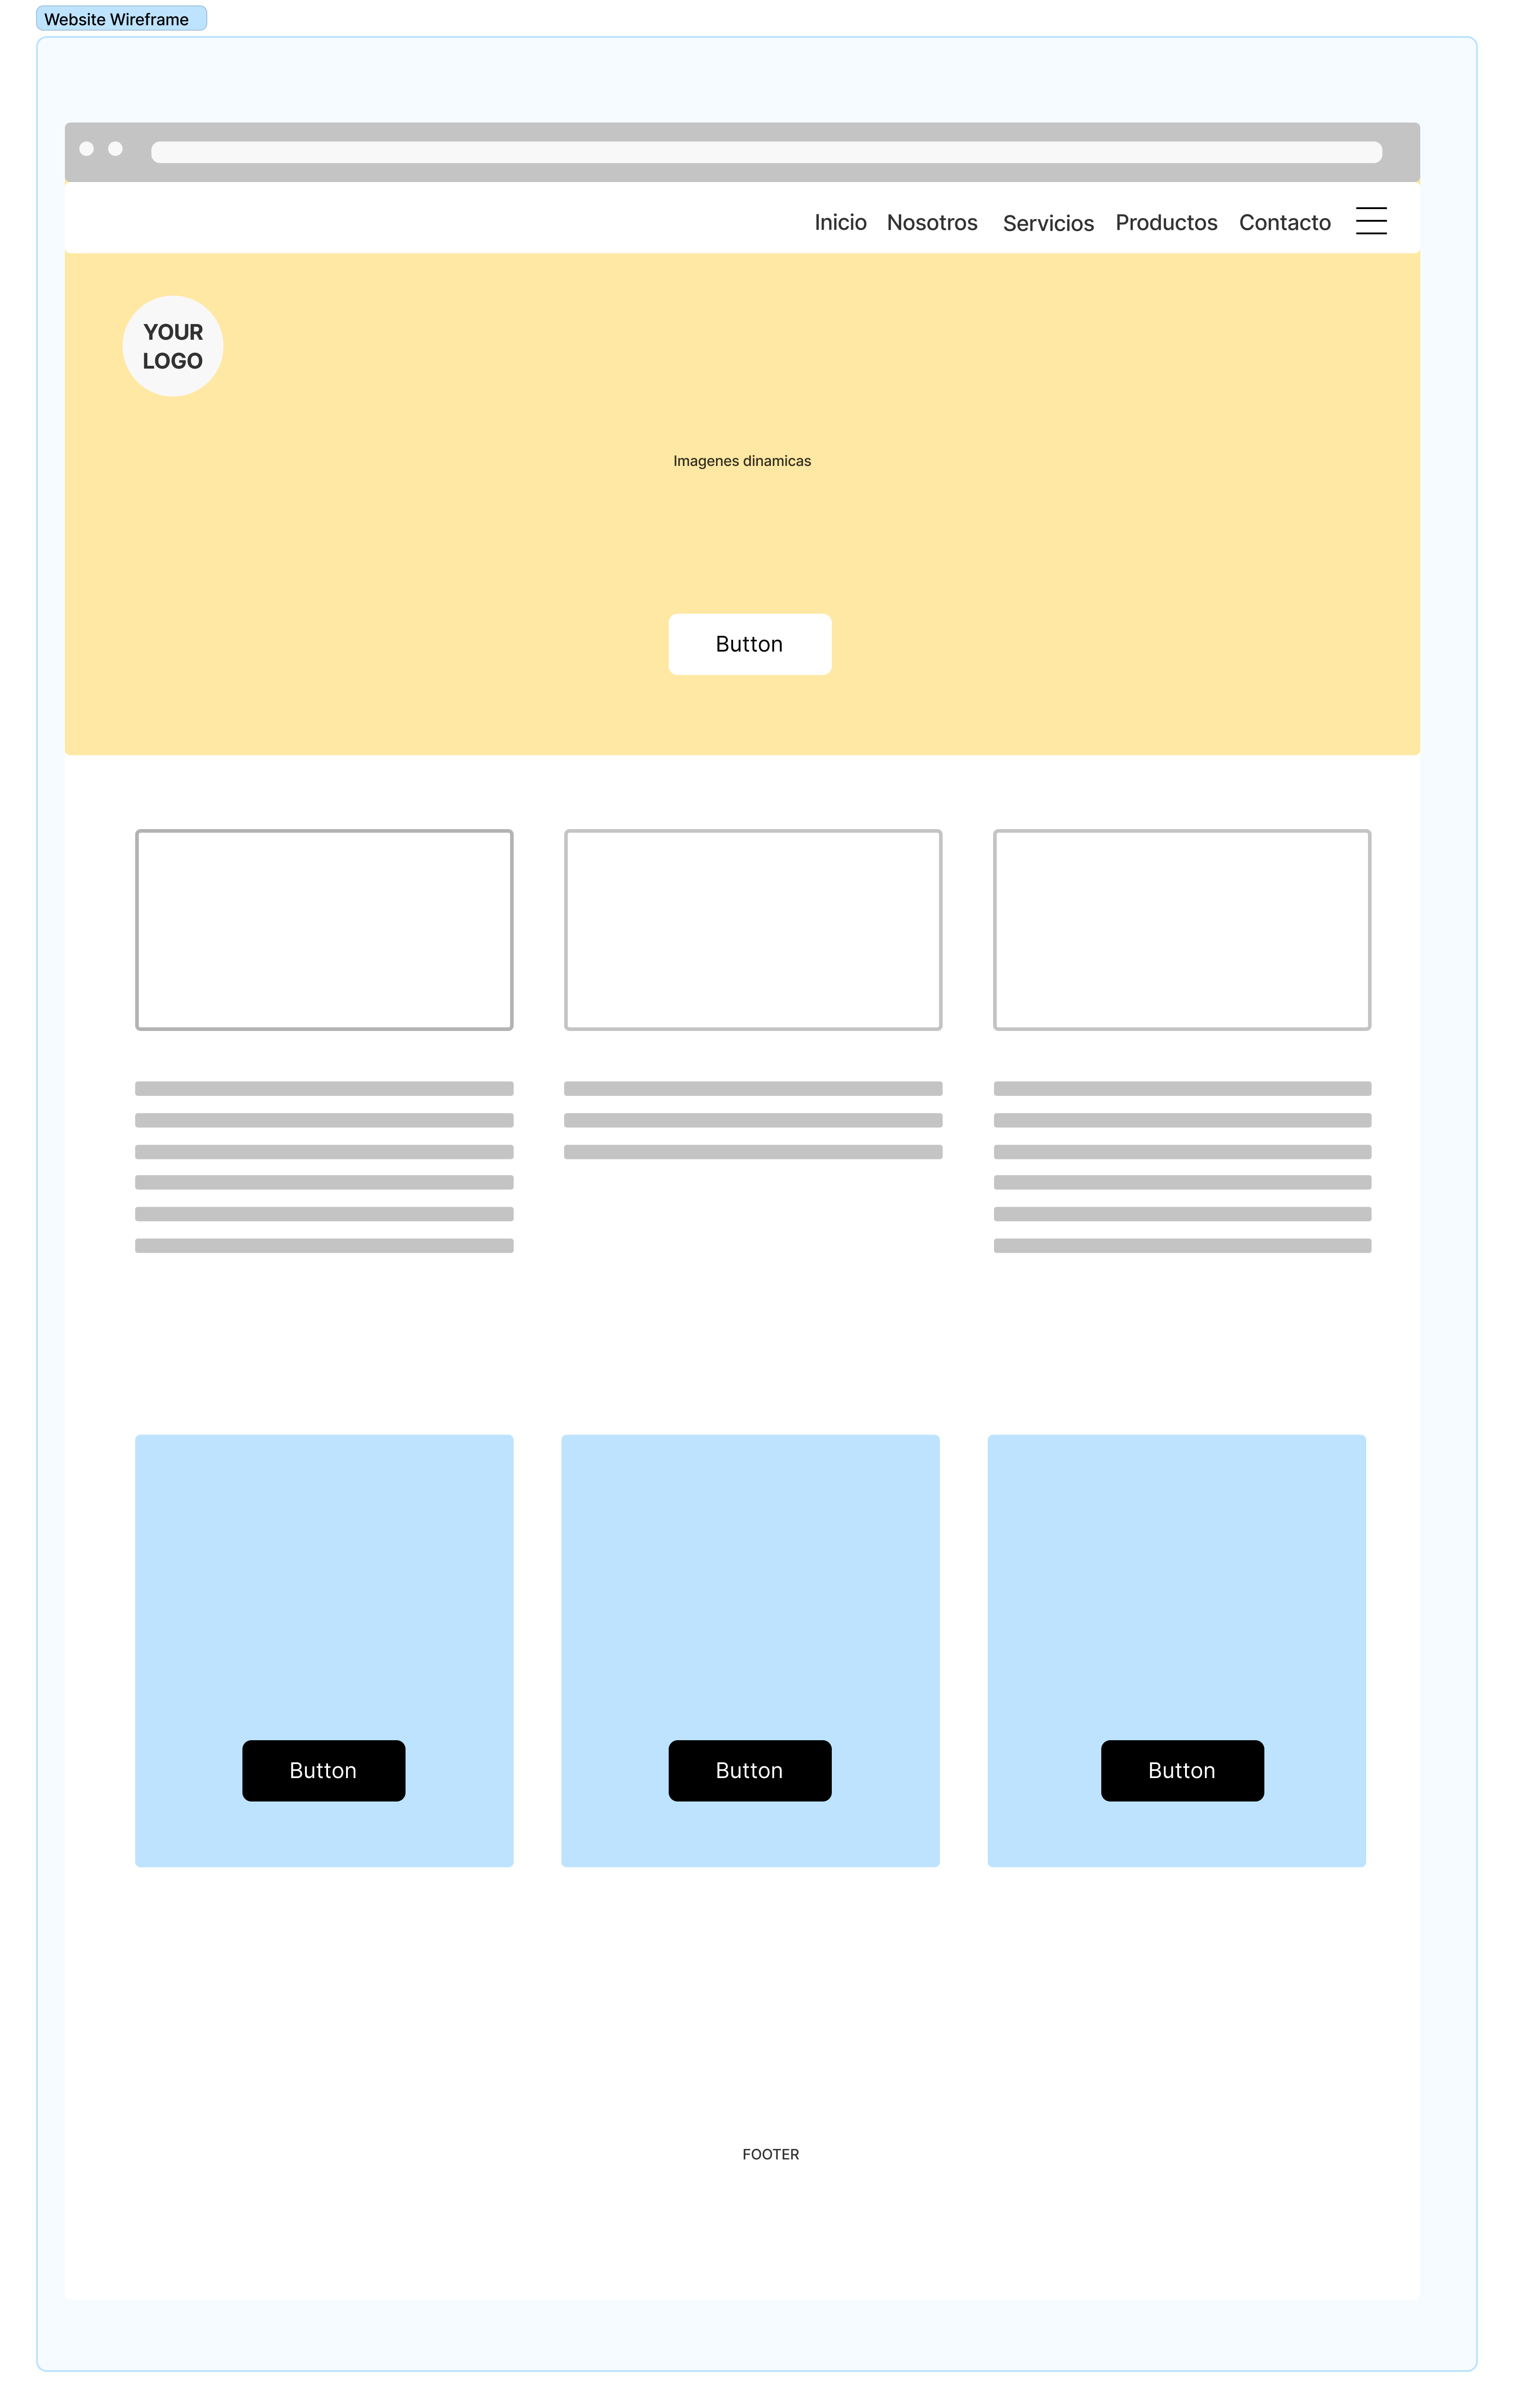 Website Wireframe
Inicio Nosotros Servicios Productos Contacto
YOUR
LOGO
Imagenes dinamicas
Button
Button Button Button
FOOTER